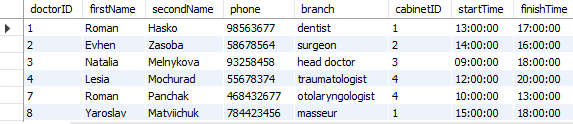 doctorID firstName secondName phone branch cabinetID startTime finishTime
1 Roman Hasko 98563677 dentist 1 13:00:00 17:00:00
2 Evhen Zasoba 58678564 surgeon 2 14:00:00 16:00:00
3 Natalia Melnykova 93258458 head doctor 3 09:00:00 18:00:00
4 Lesia Mochurad 55678374 traumatologist 4 12:00:00 20:00:00
7 Roman Panchak 468432677 otolaryngologist 4 10:00:00 13:00:00
8 Yaroslav Matviichuk 784423456 masseur 1 15:00:00 18:00:00